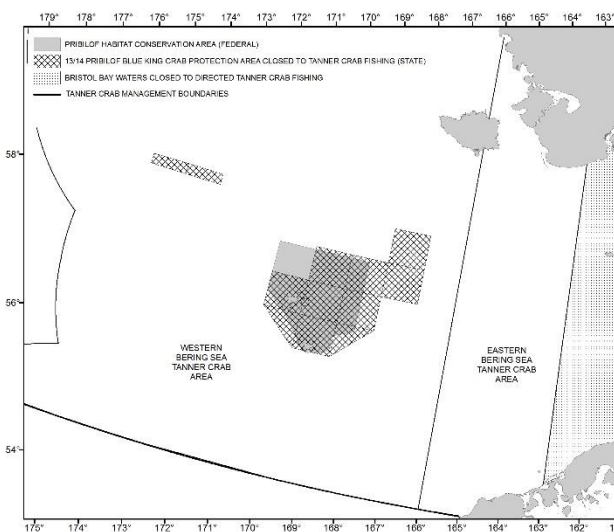 179° 178° 177° 176° 175° 174° 173° 172° 171° 170° 169° 168° 167° 166° 165° 164° 163°
PRIBILOF HABITAT CONSERVATION AREA (FEDERAL)
13/14 PRIBILOF BLUE KING CRAB PROTECTION AREA CLOSED TO TANNER CRAB FISHING (STATE)
BRISTOL BAY WATERS CLOSED TO DIRECTED TANNER CRAB FISHING
TANNER CRAB MANAGEMENT BOUNDARIES
58°
56°
WESTERN
BERING SEA
TANNER CRAB
AREA
EASTERN
BERING SEA
TANNER CRAB
AREA
54°
175° 174° 173° 172° 171° 170° 169° 168° 167° 166° 165° 164° 163° 162° 161°